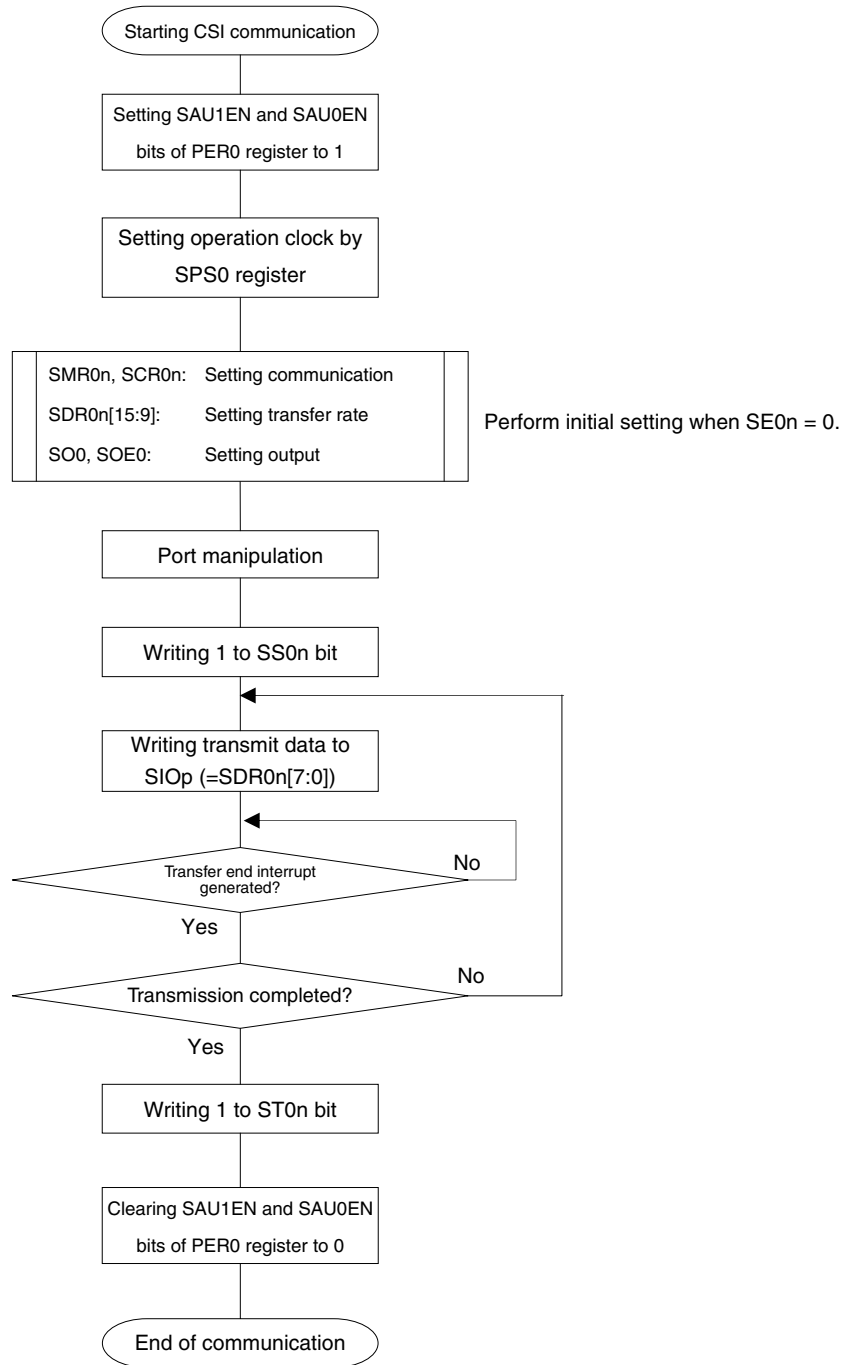 Starting CSI communication
Setting SAU1EN and SAU0EN
bits of PER0 register to 1
Setting operation clock by
SPS0 register
SMR0n, SCR0n: Setting communication
SDR0n[15:9]: Setting transfer rate
SO0, SOE0: Setting output
Perform initial setting when SE0n = 0.
Port manipulation
Writing 1 to SS0n bit
Writing transmit data to
SIOp (=SDR0n[7:0])
Transfer end interrupt
generated?
No
Yes
Transmission completed?
No
Yes
Writing 1 to ST0n bit
Clearing SAU1EN and SAU0EN
bits of PER0 register to 0
End of communication